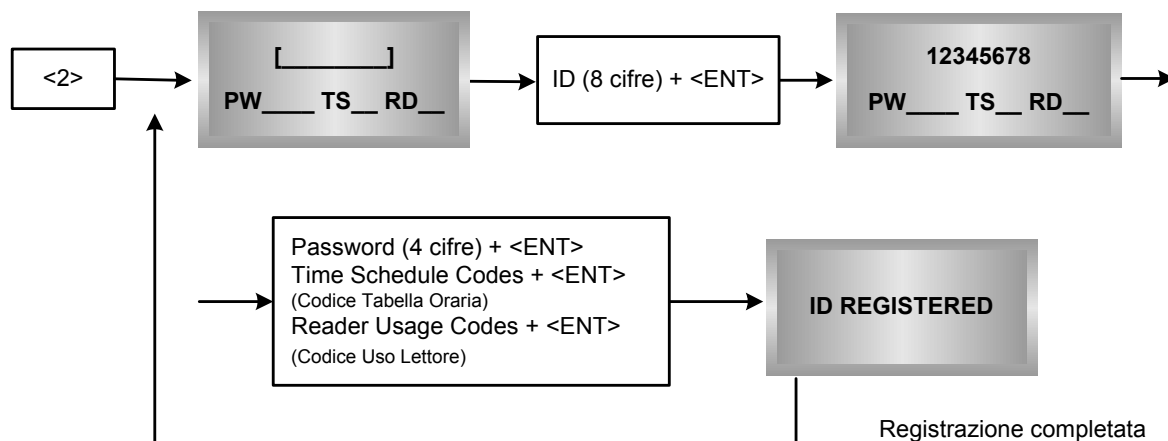 <2>
[________]
PW____ TS__ RD__
ID (8 cifre) + <ENT>
12345678
PW____ TS__ RD__
Password (4 cifre) + <ENT>
Time Schedule Codes + <ENT>
(Codice Tabella Oraria)
Reader Usage Codes + <ENT>
(Codice Uso Lettore)
ID REGISTERED
Registrazione completata